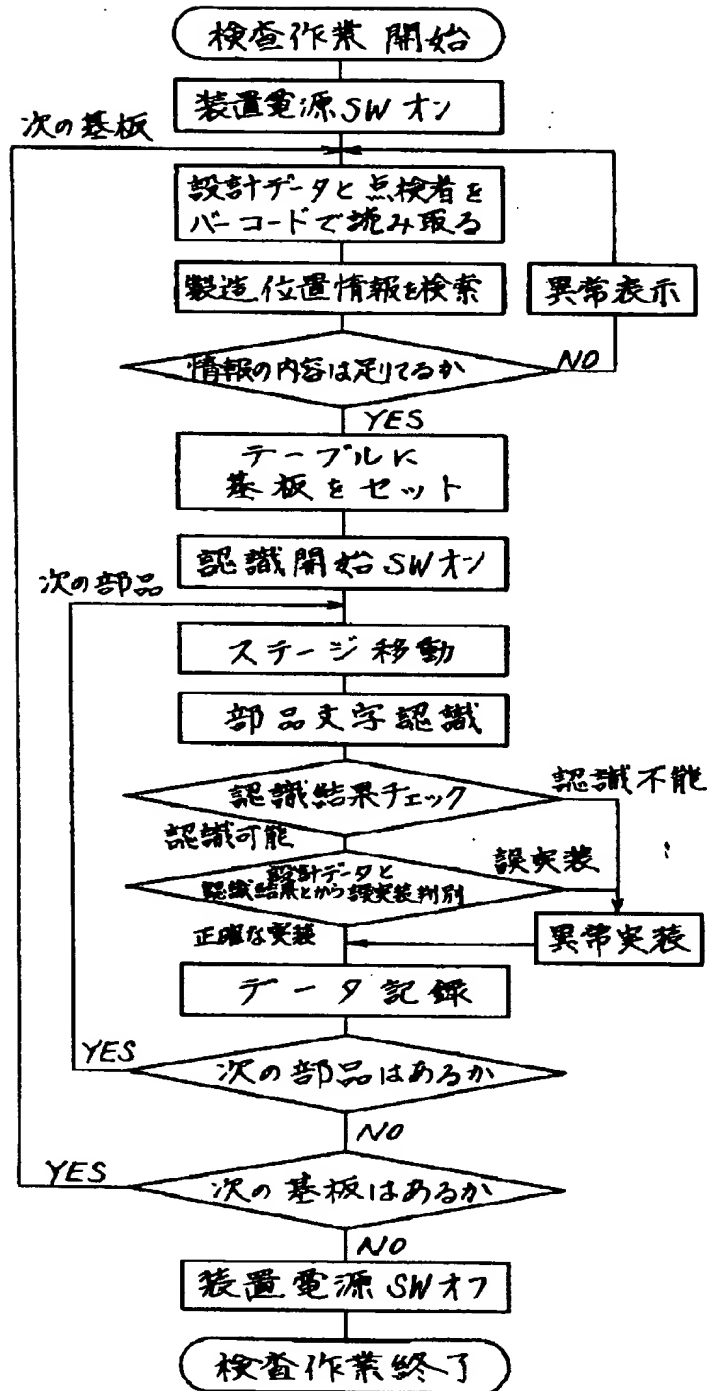 検査作業 開始
装置電源SWオン
次の基板
設計データと点検者を
バーコードで読み取る
製造位置情報を検索
異常表示
情報の内容は足りてるか
NO
YES
テーブルに
基板をセット
認識開始SWオン
次の部品
ステージ移動
部品文字認識
認識結果チェック
認識不能
認識可能
誤実装
設計データと
認識結果とから誤実装判別
正確な実装
異常実装
データ記録
YES
次の部品はあるか
NO
YES
次の基板はあるか
NO
装置電源SWオフ
検査作業終了